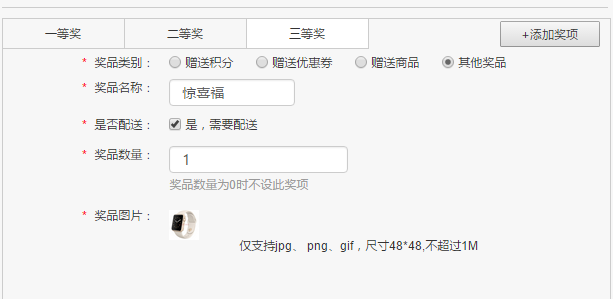 一等奖 二等奖 三等奖 +添加奖项
* 奖品类别： 赠送积分 赠送优惠券 赠送商品 其他奖品
* 奖品名称： 惊喜福
* 是否配送： 是，需要配送
* 奖品数量： 1
奖品数量为0时不设此奖项
* 奖品图片：
仅支持jpg、 png、gif，尺寸48*48,不超过1M